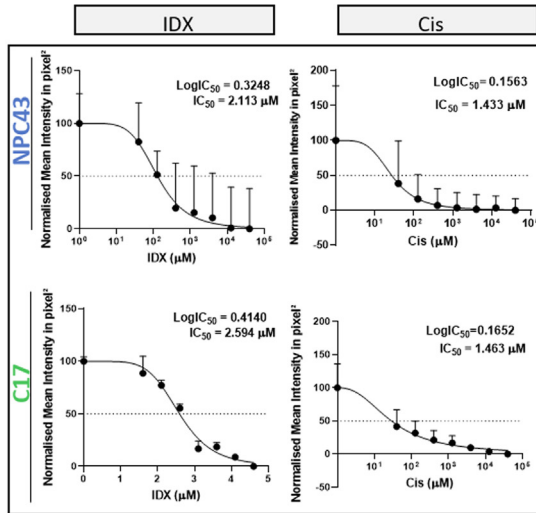 IDX
Cis
NPC43
Normalised Mean Intensity in pixel²
150
100
50
0
LogIC₅₀ = 0.3248
IC₅₀ = 2.113 µM
10⁰ 10¹ 10² 10³ 10⁴ 10⁵
IDX (µM)
Normalised Mean Intensity in pixel²
200
150
100
50
0
-50
LogIC₅₀ = 0.1563
IC₅₀ = 1.433 µM
10¹ 10² 10³ 10⁴ 10⁵
Cis (µM)
C17
Normalised Mean Intensity in pixel²
150
100
50
0
LogIC₅₀ = 0.4140
IC₅₀ = 2.594 µM
0 1 2 3 4 5
IDX (µM)
Normalised Mean Intensity in pixel²
200
150
100
50
0
-50
LogIC₅₀=0.1652
IC₅₀ = 1.463 µM
10¹ 10² 10³ 10⁴ 10⁵
Cis (µM)